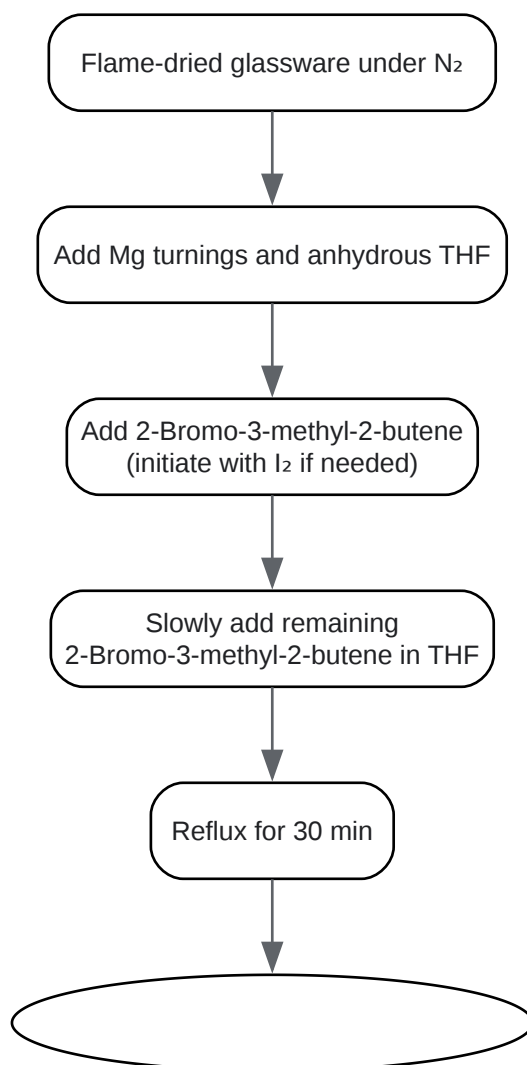 Flame-dried glassware under N₂
Add Mg turnings and anhydrous THF
Add 2-Bromo-3-methyl-2-butene
(initiate with I₂ if needed)
Slowly add remaining
2-Bromo-3-methyl-2-butene in THF
Reflux for 30 min